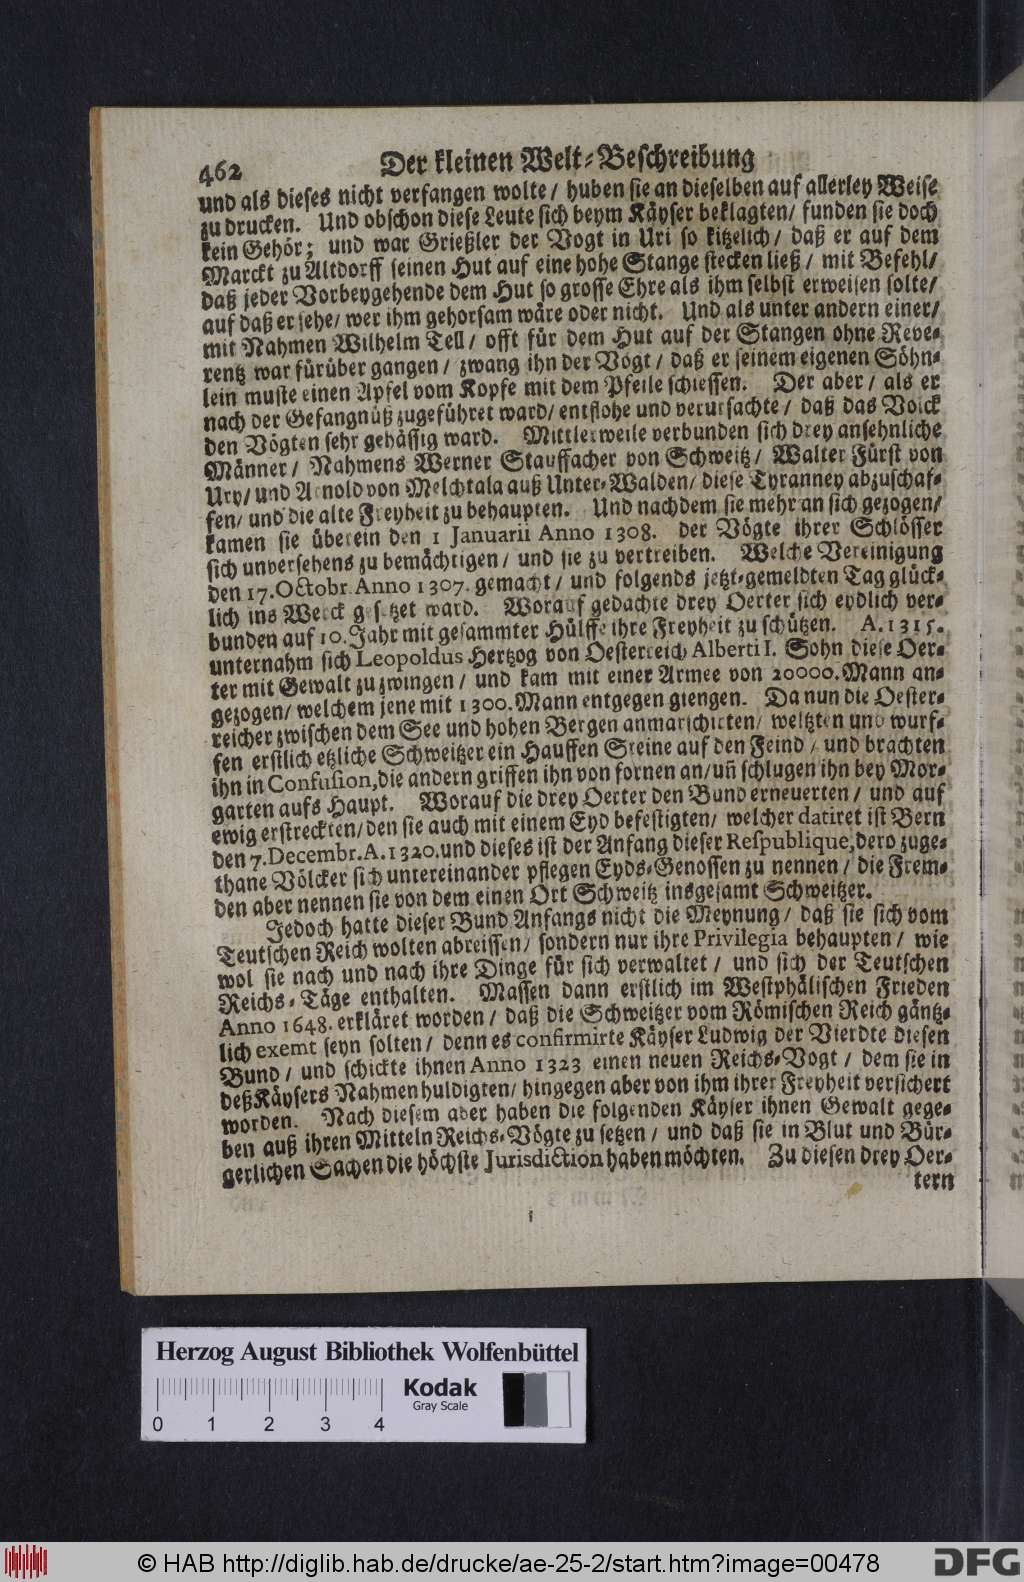 462
Der kleinen Welt-Beschreibung
und als dieses nicht verfangen wolte / huben sie an dieselben auf allerley Weise
zu drucken. Und obschon diese Leute sich beym Käyser beklagten/ funden sie doch
kein Gehör; und war Grießler der Vogt in Uri so kitzelich/ daß er auf dem
Marckt zu Altdorff seinen Hut auf eine hohe Stange stecken ließ / mit Befehl/
daß jeder Vorbeygehende dem Hut so grosse Ehre als ihm selbst erweisen solte/
auf daß er sehe/ wer ihm gehorsam wäre oder nicht. Und als unter andern einer/
mit Nahmen Wilhelm Tell/ offt für dem Hut auf der Stangen ohne Reve-
rentz war fürüber gangen / zwang ihn der Vogt / daß er seinem eigenen Söhn-
lein muste einen Apfel vom Kopfe mit dem Pfeile schiessen. Der aber / als er
nach der Gefangnüß zugeführet ward/ entflohe und verursachte / daß das Volck
den Vögten sehr gehässig ward. Mittlerweile verbunden sich drey ansehnliche
Männer / Nahmens Werner Stauffacher von Schweitz / Walter Fürst von
Ury/ und Arnold von Melchtala auß Unter-Walden/ diese Tyranney abzuschaf-
fen/ und die alte Freyheit zu behaupten. Und nachdem sie mehr an sich gezogen/
kamen sie überein den 1 Januarii Anno 1308. der Vögte ihrer Schlösser
sich unversehens zu bemächtigen / und sie zu vertreiben. Welche Vereinigung
den 17. Octobr. Anno 1307. gemacht / und folgends jetzt-gemeldten Tag glück-
lich ins Werck gesetzet ward. Worauf gedachte drey Oerter sich eydlich ver-
bunden auf 10. Jahr mit gesammter Hülffe ihre Freyheit zu schützen. A. 1315.
unternahm sich Leopoldus Hertzog von Oesterreich, Alberti I. Sohn diese Oer-
ter mit Gewalt zu zwingen / und kam mit einer Armee von 20000. Mann an-
gezogen/ welchem jene mit 1300. Mann entgegen giengen. Da nun die Oester-
reicher zwischen dem See und hohen Bergen anmarschirten/ weltzten und wurf-
fen erstlich etzliche Schweitzer ein Hauffen Steine auf den Feind / und brachten
ihn in Confusion, die andern griffen ihn von fornen an/ uñ schlugen ihn bey Mor-
garten aufs Haupt. Worauf die drey Oerter den Bund erneuerten / und auf
ewig erstreckten/ den sie auch mit einem Eyd befestigten/ welcher datiret ist Bern
den 7. Decembr. A. 1320. und dieses ist der Anfang dieser Respublique, dero zuge-
thane Völcker sich untereinander pflegen Eyds-Genossen zu nennen / die Frem-
den aber nennen sie von dem einen Ort Schweitz insgesamt Schweitzer.
Jedoch hatte dieser Bund Anfangs nicht die Meynung / daß sie sich vom
Teutschen Reich wolten abreissen/ sondern nur ihre Privilegia behaupten / wie
wol sie nach und nach ihre Dinge für sich verwaltet / und sich der Teutschen
Reichs-Täge enthalten. Massen dann erstlich im Westphälischen Frieden
Anno 1648. erkläret worden / daß die Schweitzer vom Römischen Reich gäntz-
lich exemt seyn solten / denn es confirmirte Käyser Ludwig der Vierdte diesen
Bund / und schickte ihnen Anno 1323 einen neuen Reichs-Vogt / dem sie in
deß Käysers Nahmen huldigten/ hingegen aber von ihm ihrer Freyheit versichert
worden. Nach diesem aber haben die folgenden Käyser ihnen Gewalt gege-
ben auß ihren Mitteln Reichs-Vögte zu setzen / und daß sie in Blut und Bür-
gerlichen Sachen die höchste Jurisdiction haben möchten. Zu diesen drey Oer-
tern
Herzog August Bibliothek Wolfenbüttel
Kodak
Gray Scale
0 1 2 3 4
© HAB http://diglib.hab.de/drucke/ae-25-2/start.htm?image=00478
DFG